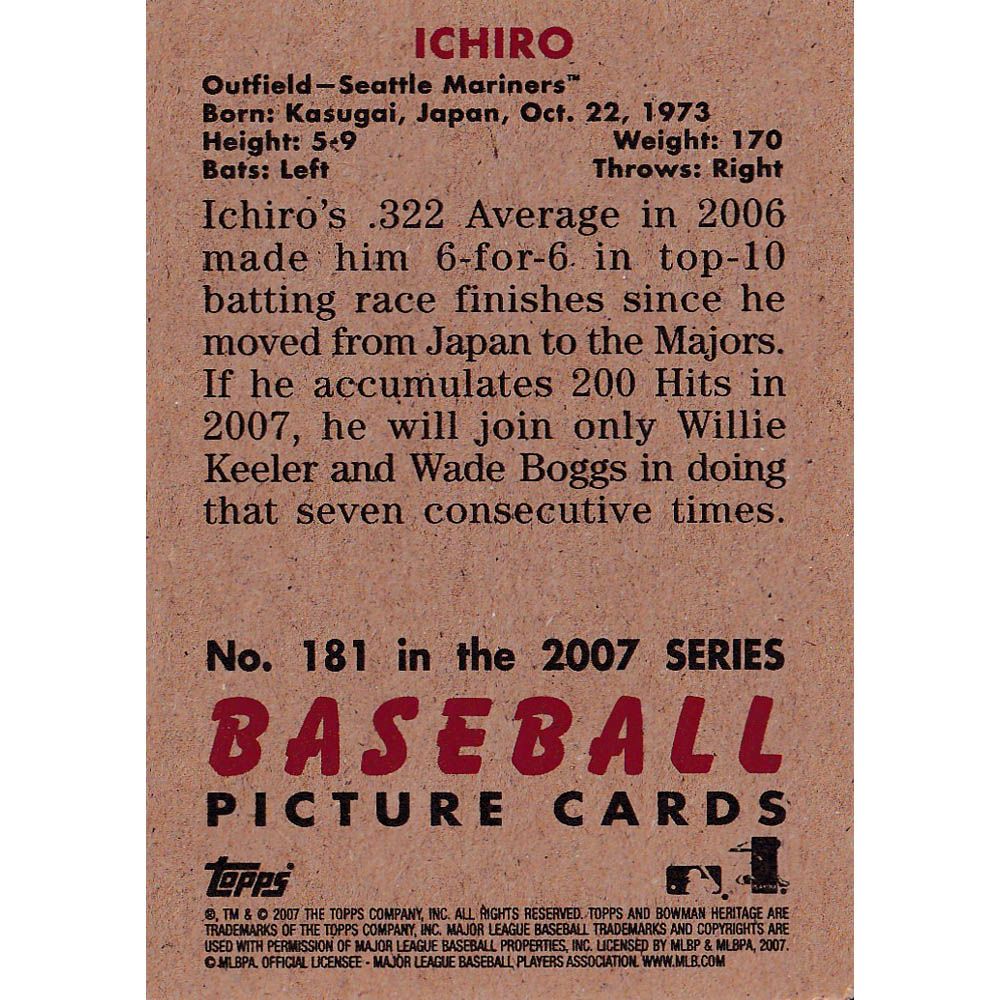 ICHIRO
Outfield—Seattle Mariners™
Born: Kasugai, Japan, Oct. 22, 1973
Height: 5-9 Weight: 170
Bats: Left Throws: Right
Ichiro's .322 Average in 2006
made him 6-for-6 in top-10
batting race finishes since he
moved from Japan to the Majors.
If he accumulates 200 Hits in
2007, he will join only Willie
Keeler and Wade Boggs in doing
that seven consecutive times.
No. 181 in the 2007 SERIES
BASEBALL
PICTURE CARDS
Topps
®, TM & © 2007 THE TOPPS COMPANY, INC. ALL RIGHTS RESERVED. TOPPS AND BOWMAN HERITAGE ARE
TRADEMARKS OF THE TOPPS COMPANY, INC. MAJOR LEAGUE BASEBALL TRADEMARKS AND COPYRIGHTS ARE
USED WITH PERMISSION OF MAJOR LEAGUE BASEBALL PROPERTIES, INC. LICENSED BY MLBP & MLBPA, 2007.
© MLBPA. OFFICIAL LICENSEE - MAJOR LEAGUE BASEBALL PLAYERS ASSOCIATION. WWW.MLB.COM